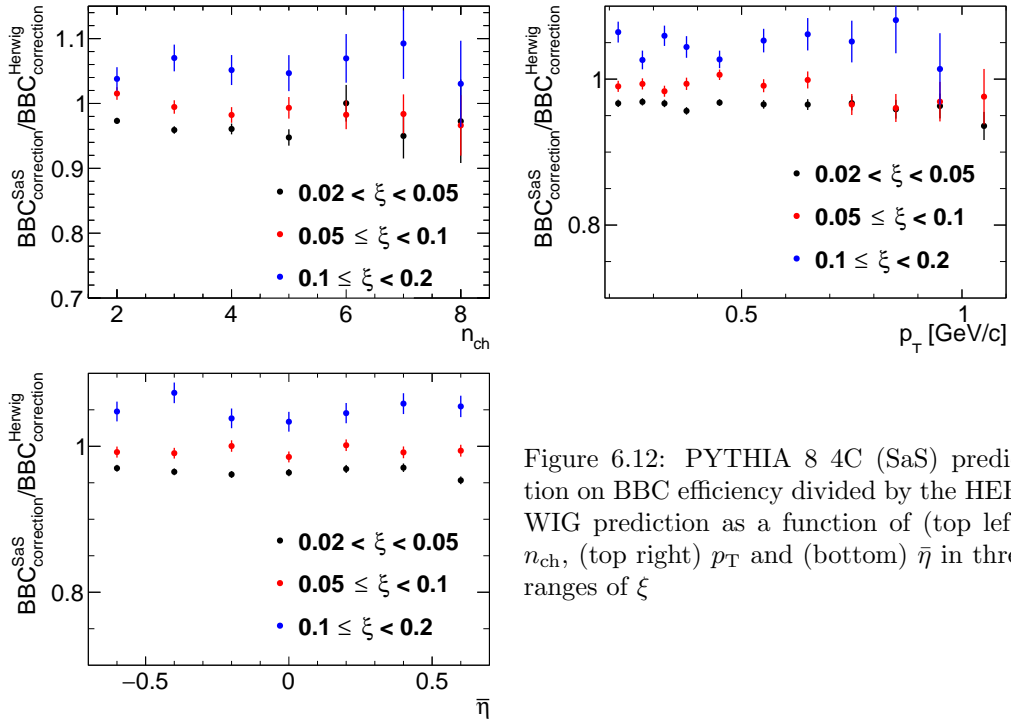 BBC^SaS_correction/BBC^Herwig_correction
1.1
1
0.9
0.8
0.7
0.02 < ξ < 0.05
0.05 ≤ ξ < 0.1
0.1 ≤ ξ < 0.2
2 4 6 8
n_ch
BBC^SaS_correction/BBC^Herwig_correction
1
0.8
0.02 < ξ < 0.05
0.05 ≤ ξ < 0.1
0.1 ≤ ξ < 0.2
0.5 1
p_T [GeV/c]
BBC^SaS_correction/BBC^Herwig_correction
1
0.8
0.02 < ξ < 0.05
0.05 ≤ ξ < 0.1
0.1 ≤ ξ < 0.2
−0.5 0 0.5
η̄
Figure 6.12: PYTHIA 8 4C (SaS) predi
tion on BBC efficiency divided by the HE
WIG prediction as a function of (top lef
n_ch, (top right) p_T and (bottom) η̄ in thre
ranges of ξ